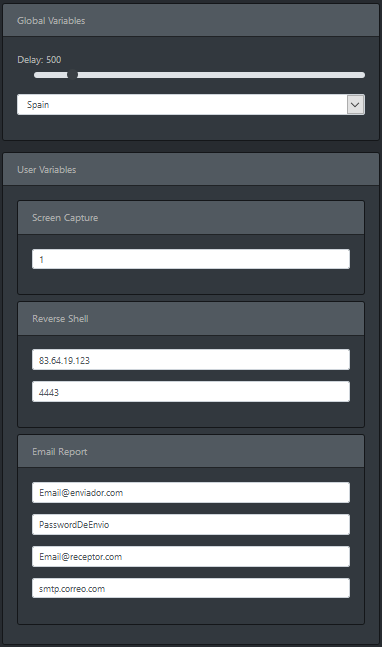 Global Variables
Delay: 500
Spain
User Variables
Screen Capture
1
Reverse Shell
83.64.19.123
4443
Email Report
Email@enviador.com
PasswordDeEnvio
Email@receptor.com
smtp.correo.com